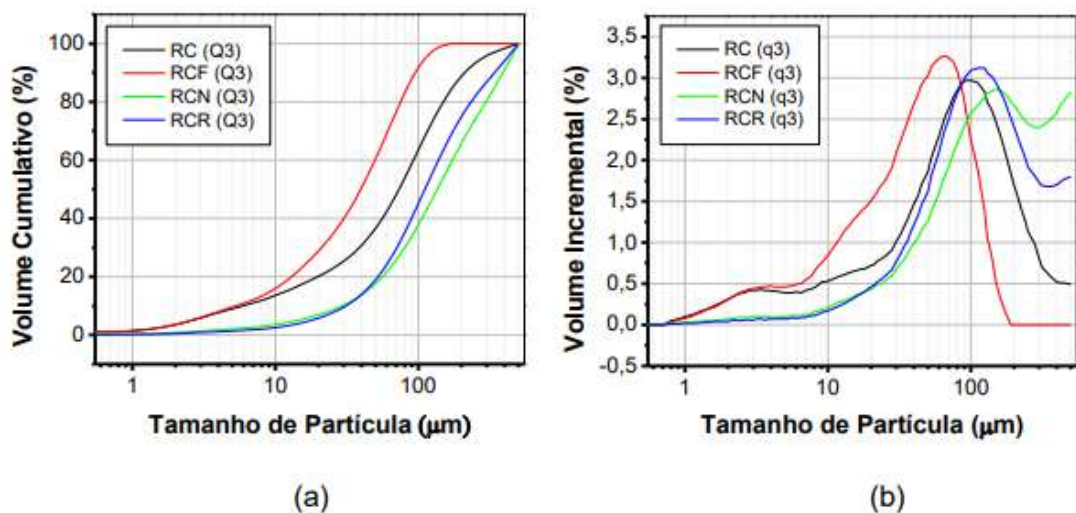 100
80
60
40
20
0
Volume Cumulativo (%)
RC (Q3)
RCF (Q3)
RCN (Q3)
RCR (Q3)
1
10
100
Tamanho de Partícula (μm)
(a)
3,5
3,0
2,5
2,0
1,5
1,0
0,5
0,0
-0,5
Volume Incremental (%)
RC (q3)
RCF (q3)
RCN (q3)
RCR (q3)
1
10
100
Tamanho de Partícula (μm)
(b)